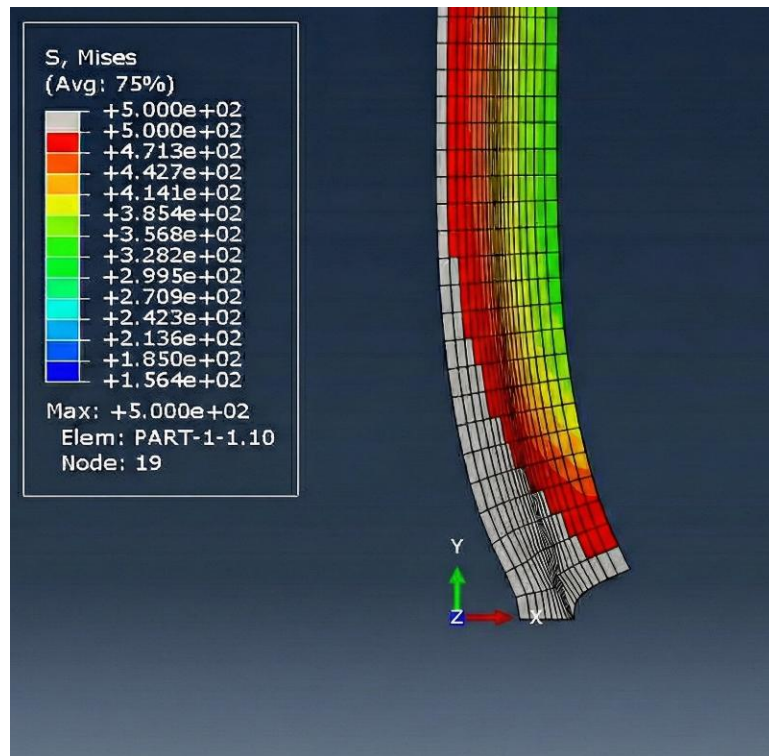 S, Mises
(Avg: 75%)
+5.000e+02
+5.000e+02
+4.713e+02
+4.427e+02
+4.141e+02
+3.854e+02
+3.568e+02
+3.282e+02
+2.995e+02
+2.709e+02
+2.423e+02
+2.136e+02
+1.850e+02
+1.564e+02
Max: +5.000e+02
Elem: PART-1-1.10
Node: 19
Y
Z
X